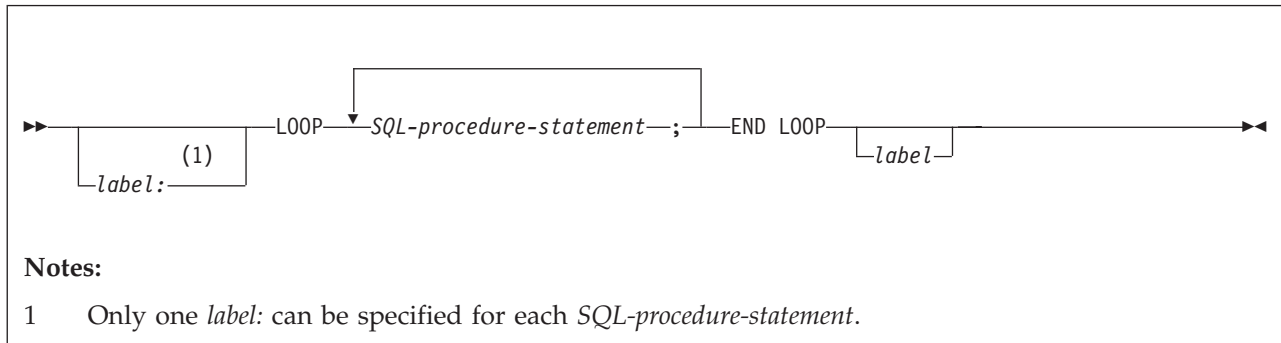 LOOP SQL-procedure-statement ; END LOOP
(1)
label:
label
Notes:
1 Only one label: can be specified for each SQL-procedure-statement.